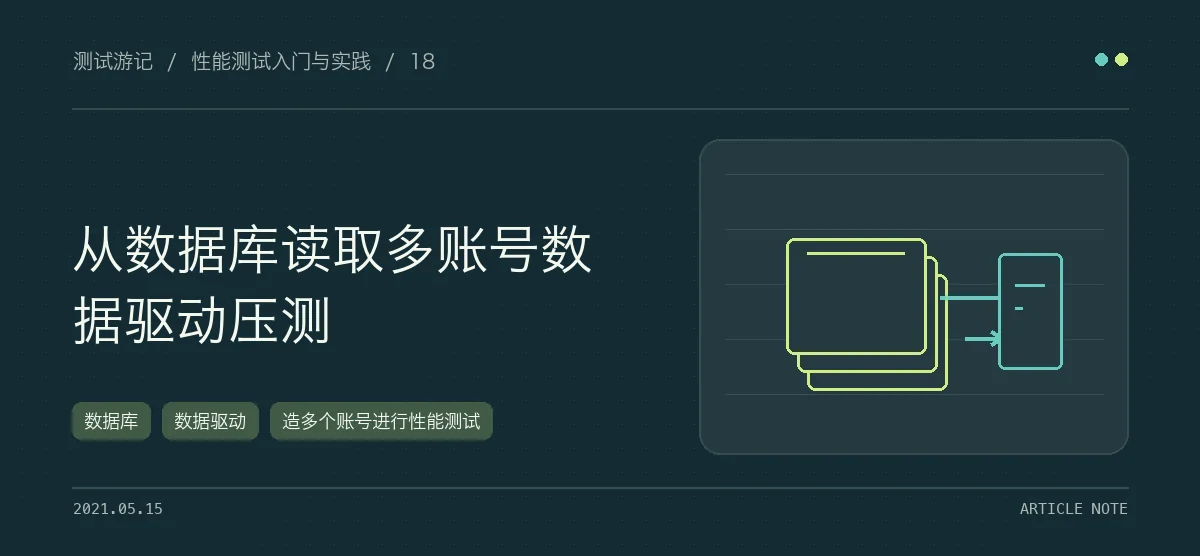 测试游记 / 性能测试入门与实践 / 18
从数据库读取多账号数
据驱动压测
数据库 数据驱动 造多个账号进行性能测试
2021.05.15 ARTICLE NOTE